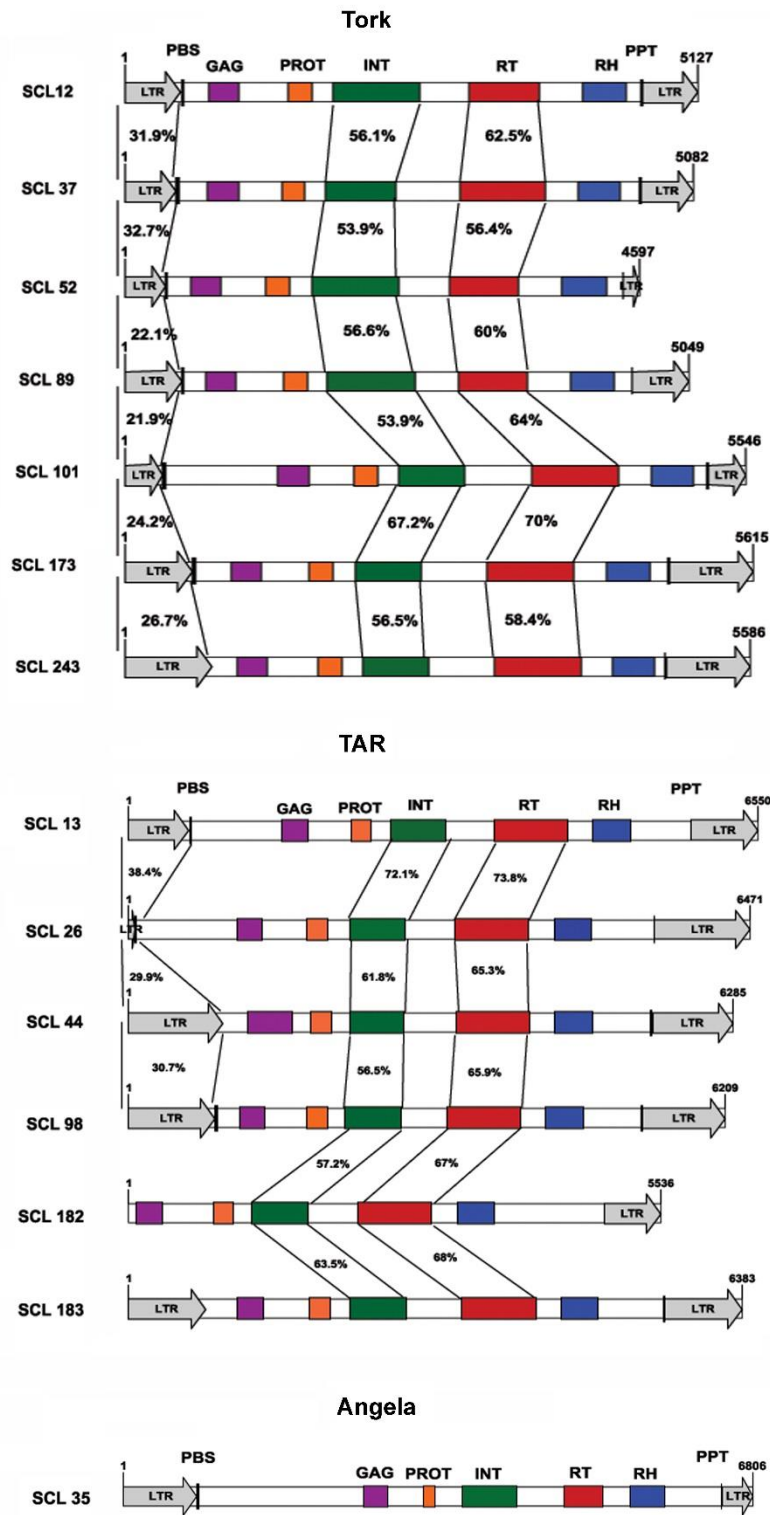 Tork
1 PBS GAG PROT INT RT RH PPT 5127
SCL12 LTR LTR
31.9% 56.1% 62.5%
1 5082
SCL 37 LTR LTR
32.7% 53.9% 56.4%
1 4597
SCL 52 LTR LTR
22.1% 56.6% 60%
1 5049
SCL 89 LTR LTR
21.9% 53.9% 64%
1 5546
SCL 101 LTR LTR
24.2% 67.2% 70%
1 5615
SCL 173 LTR LTR
26.7% 56.5% 58.4%
1 5586
SCL 243 LTR LTR
TAR
1 PBS GAG PROT INT RT RH PPT 6550
SCL 13 LTR LTR
38.4% 72.1% 73.8%
1 6471
SCL 26 LTR LTR
29.9% 61.8% 65.3%
1 6285
SCL 44 LTR LTR
30.7% 56.5% 65.9%
1 6209
SCL 98 LTR LTR
57.2% 67%
1 5536
SCL 182 LTR
63.5% 68%
1 6383
SCL 183 LTR LTR
Angela
1 PBS GAG PROT INT RT RH PPT 6806
SCL 35 LTR LTR